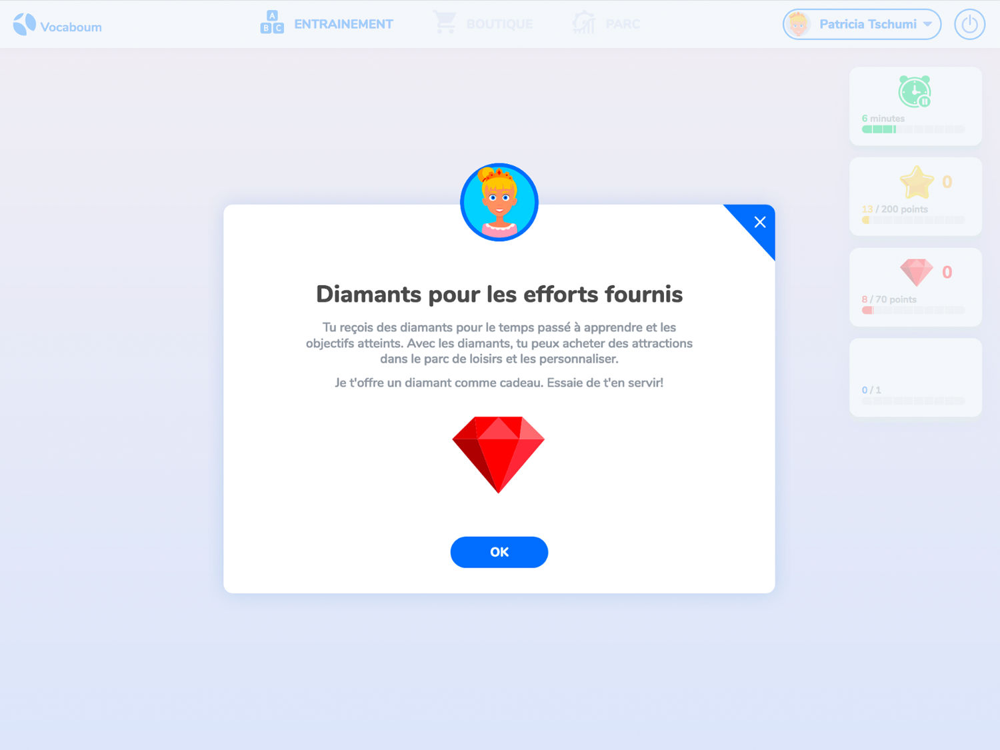 Vocaboum
A
B C
ENTRAINEMENT
BOUTIQUE
PARC
Patricia Tschumi
6 minutes
0
13 / 200 points
0
8 / 70 points
0 / 1
Diamants pour les efforts fournis
Tu reçois des diamants pour le temps passé à apprendre et les
objectifs atteints. Avec les diamants, tu peux acheter des attractions
dans le parc de loisirs et les personnaliser.
Je t'offre un diamant comme cadeau. Essaie de t'en servir!
OK